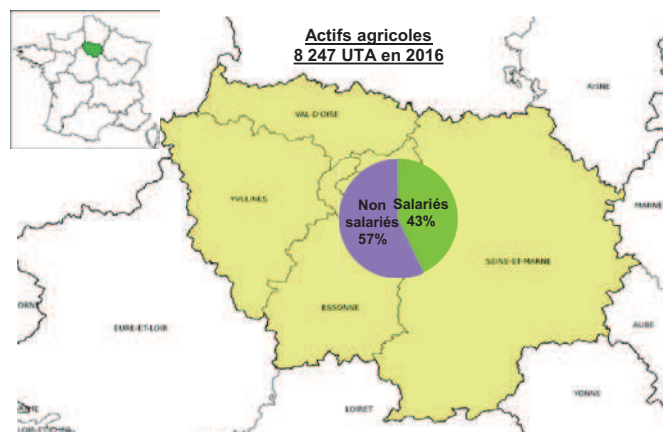 Actifs agricoles
8 247 UTA en 2016
AISNE
VAL-D'OISE
YVELINES
Non
salariés
57%
Salariés
43%
MARNE
SEINE-ET-MARNE
ESSONNE
EURE-ET-LOIR
AUBE
YONNE
LOIRET